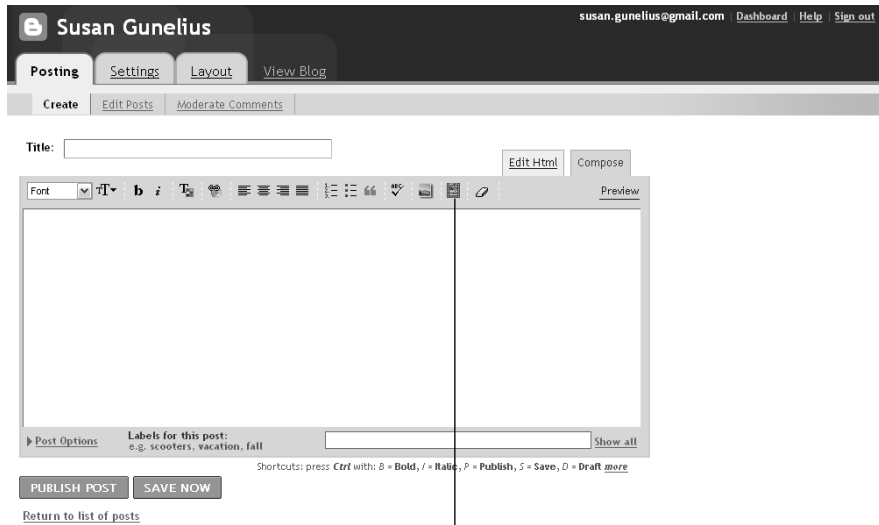 Susan Gunelius
susan.gunelius@gmail.com | Dashboard | Help | Sign out
Posting Settings Layout View Blog
Create Edit Posts Moderate Comments
Title:
Edit Html Compose
Font b i ABC Preview
Post Options Labels for this post: Show all
e.g. scooters, vacation, fall
Shortcuts: press Ctrl with: B = Bold, I = Italic, P = Publish, S = Save, D = Draft more
PUBLISH POST SAVE NOW
Return to list of posts